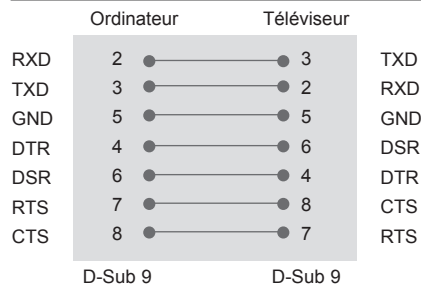 Ordinateur Téléviseur
RXD 2 3 TXD
TXD 3 2 RXD
GND 5 5 GND
DTR 4 6 DSR
DSR 6 4 DTR
RTS 7 8 CTS
CTS 8 7 RTS
D-Sub 9 D-Sub 9